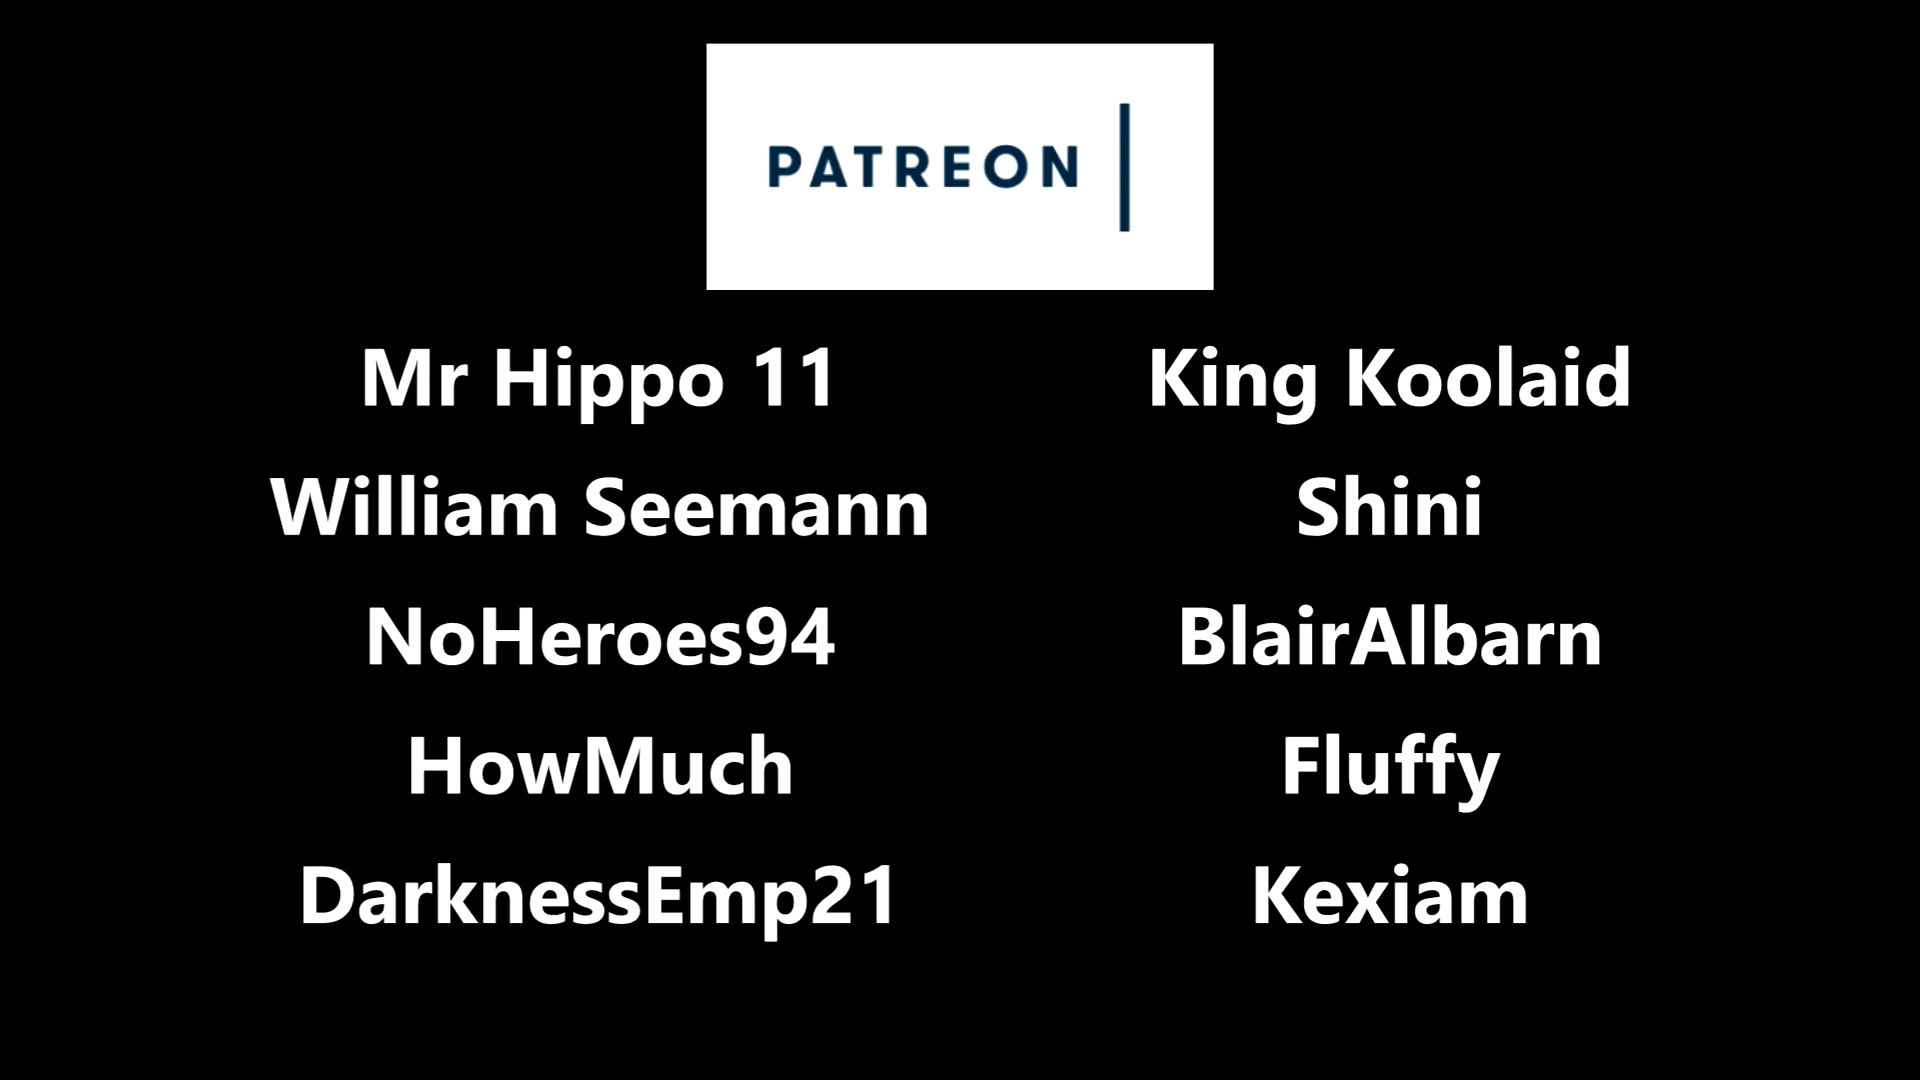 PATREON
Mr Hippo 11
William Seemann
NoHeroes94
HowMuch
DarknessEmp21
King Koolaid
Shini
BlairAlbarn
Fluffy
Kexiam